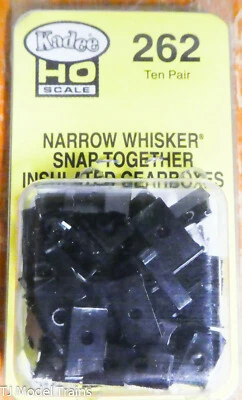 Kadee
HO
SCALE
262
Ten Pair
NARROW WHISKER®
SNAP TOGETHER
INSULATED GEARBOXES
TJ Model Trains